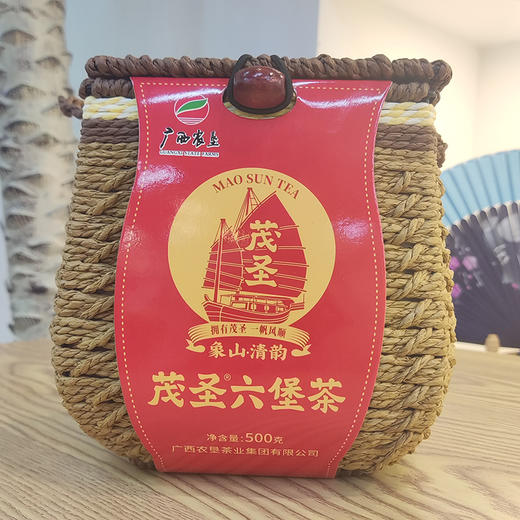 广西农垦
GUANGXI STATE FARMS
MAO SUN TEA
茂圣
拥有茂圣 一帆风顺
象山·清韵
茂圣®六堡茶
净含量:500克
广西农垦茶业集团有限公司